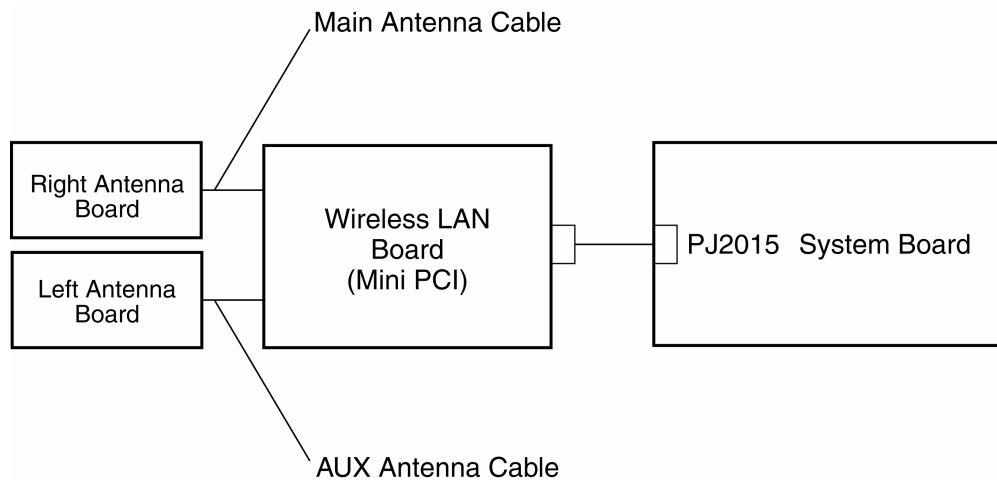 Main Antenna Cable
Right Antenna
Board
Wireless LAN
Board
(Mini PCI)
PJ2015 System Board
Left Antenna
Board
AUX Antenna Cable